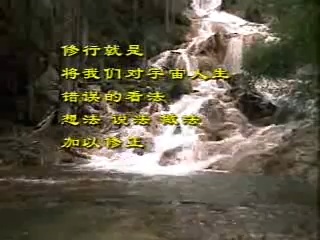 修行就是
将我们对宇宙人生
错误的看法
想法 说法 做法
加以修正